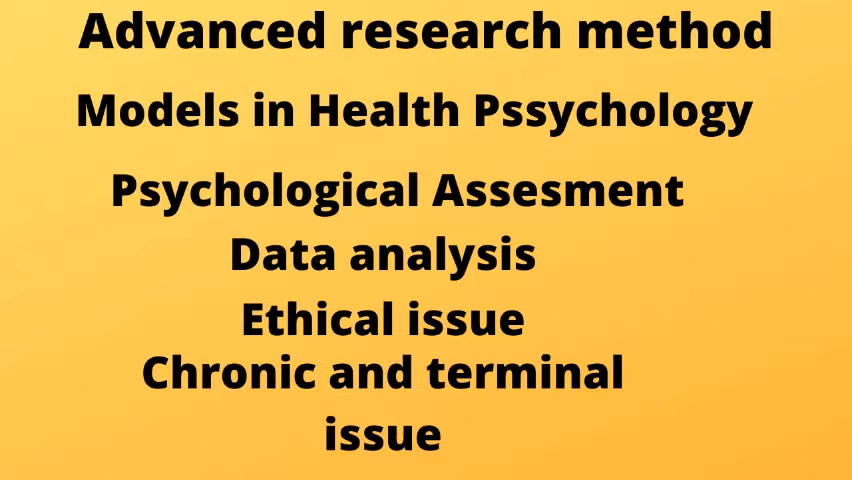 Advanced research method
Models in Health Pssychology
Psychological Assesment
Data analysis
Ethical issue
Chronic and terminal
issue